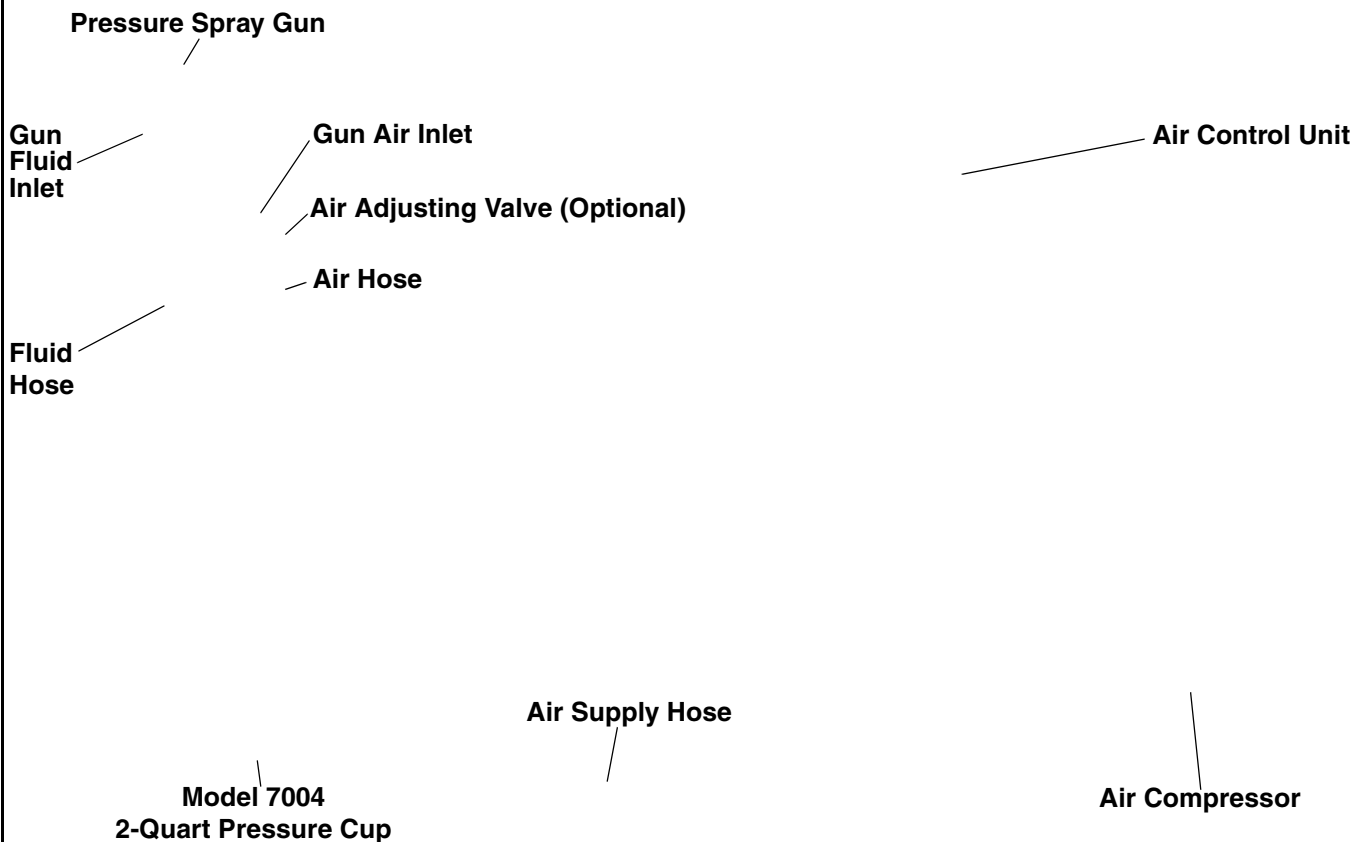 Pressure Spray Gun
Gun
Fluid
Inlet
Gun Air Inlet
Air Control Unit
Air Adjusting Valve (Optional)
Air Hose
Fluid
Hose
Air Supply Hose
Model 7004
2-Quart Pressure Cup
Air Compressor